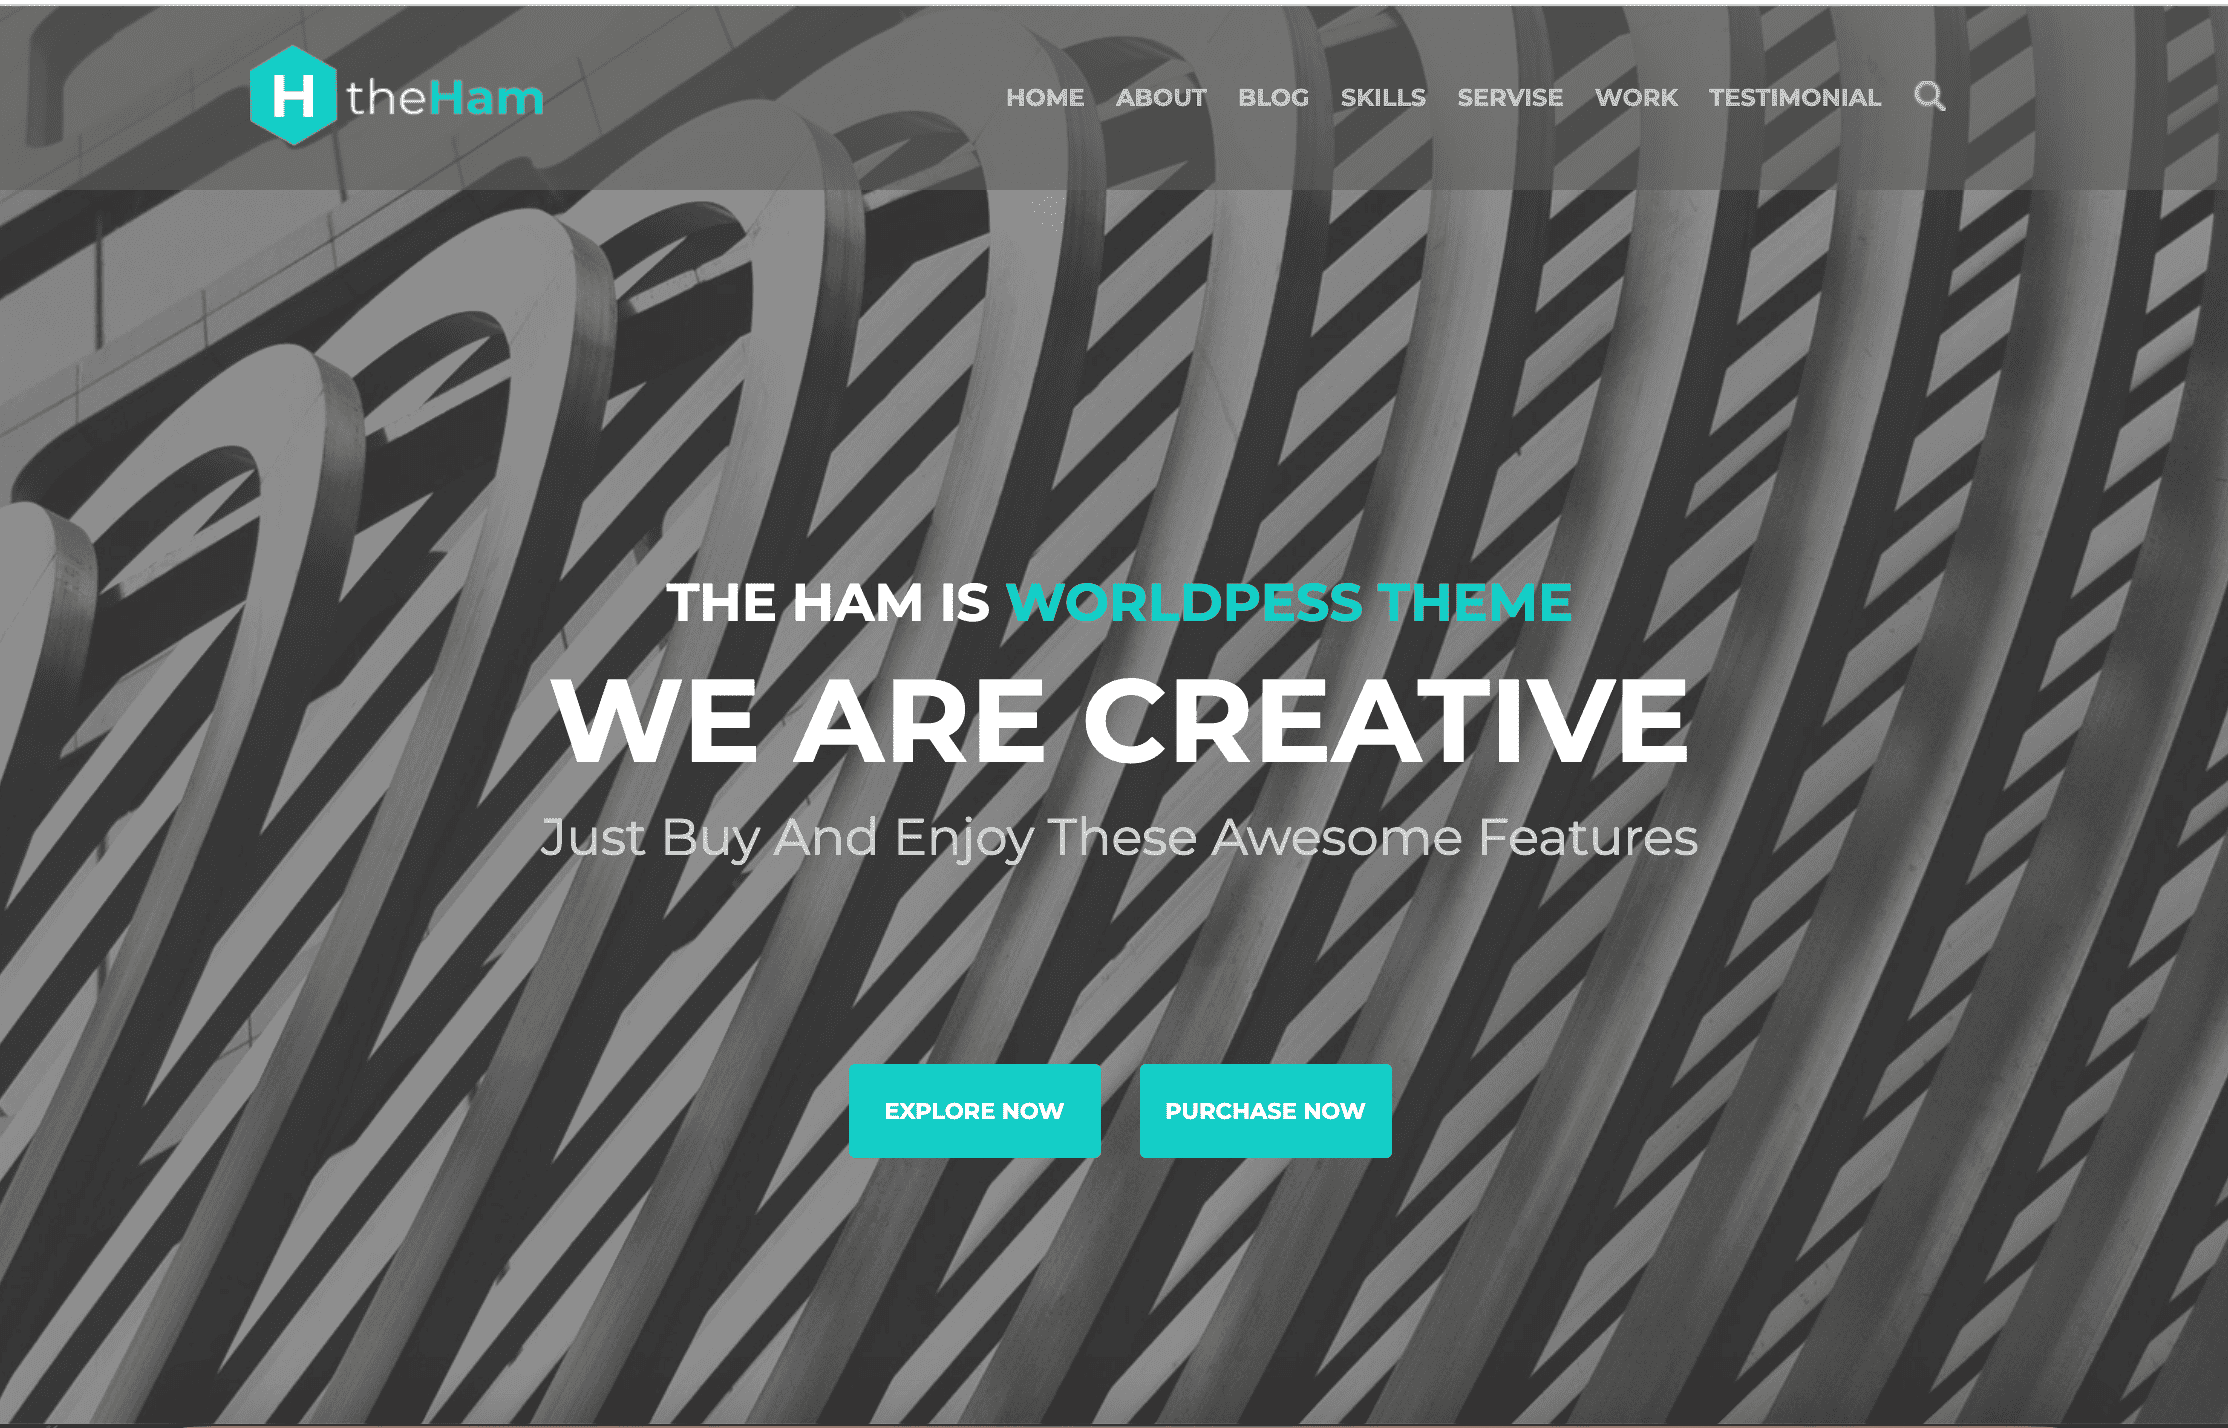 H theHam
HOME ABOUT BLOG SKILLS SERVISE WORK TESTIMONIAL
THE HAM IS WORLDPESS THEME
WE ARE CREATIVE
Just Buy And Enjoy These Awesome Features
EXPLORE NOW PURCHASE NOW